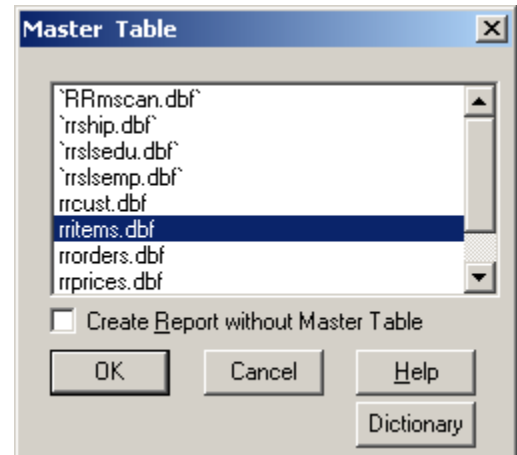 Master Table
`RRmscan.dbf`
`rrship.dbf`
`rrslsedu.dbf`
`rrslsemp.dbf`
rrcust.dbf
rritems.dbf
rrorders.dbf
rrprices.dbf
Create Report without Master Table
OK Cancel Help
Dictionary